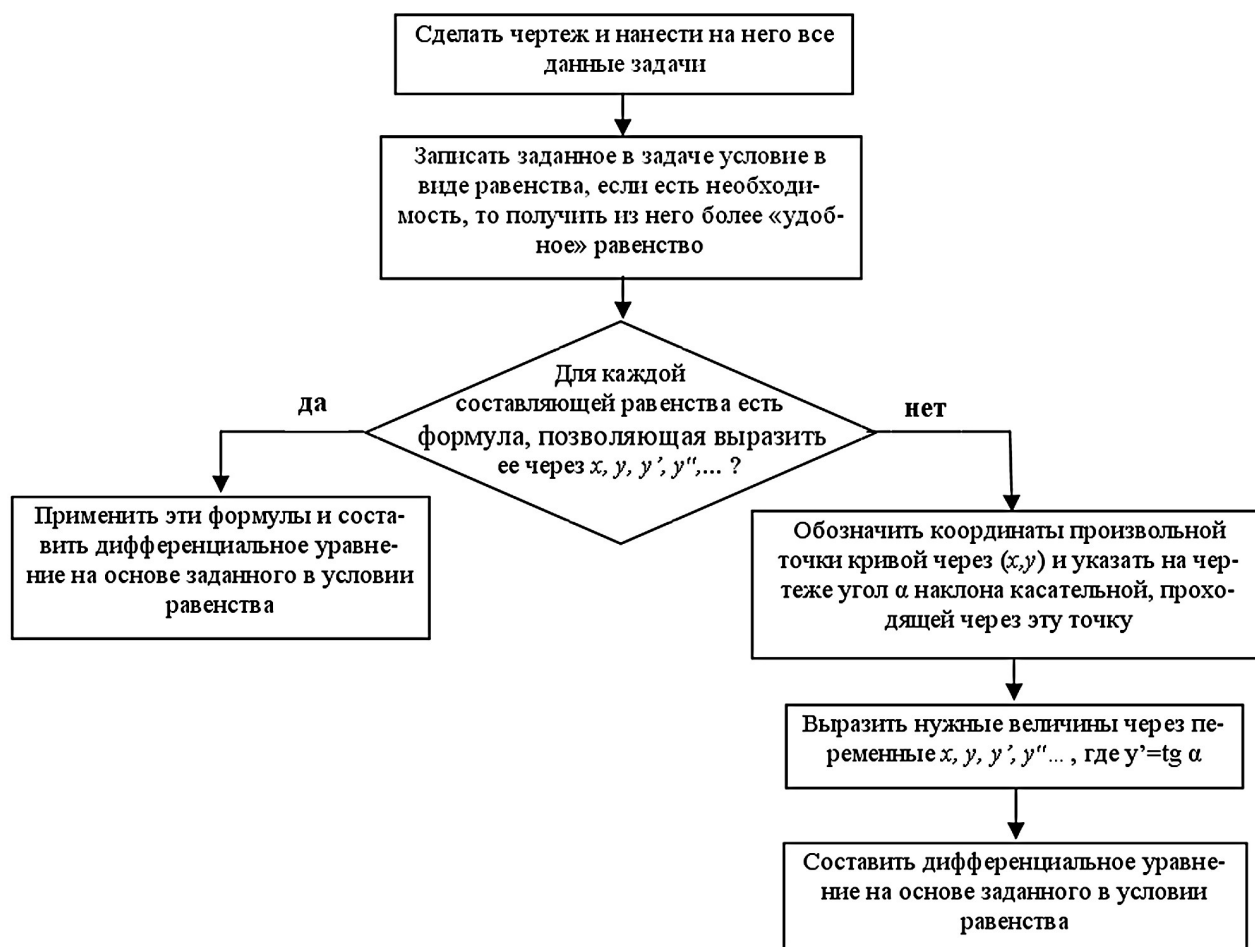 Сделать чертеж и нанести на него все
данные задачи
Записать заданное в задаче условие в
виде равенства, если есть необходи-
мость, то получить из него более «удоб-
ное» равенство
Для каждой
составляющей равенства есть
формула, позволяющая выразить
ее через x, y, y’, y",... ?
да
нет
Применить эти формулы и соста-
вить дифференциальное уравне-
ние на основе заданного в условии
равенства
Обозначить координаты произвольной
точки кривой через (x,y) и указать на чер-
теже угол α наклона касательной, прохо-
дящей через эту точку
Выразить нужные величины через пе-
ременные x, y, y’, y"... , где y’=tg α
Составить дифференциальное уравне-
ние на основе заданного в условии
равенства